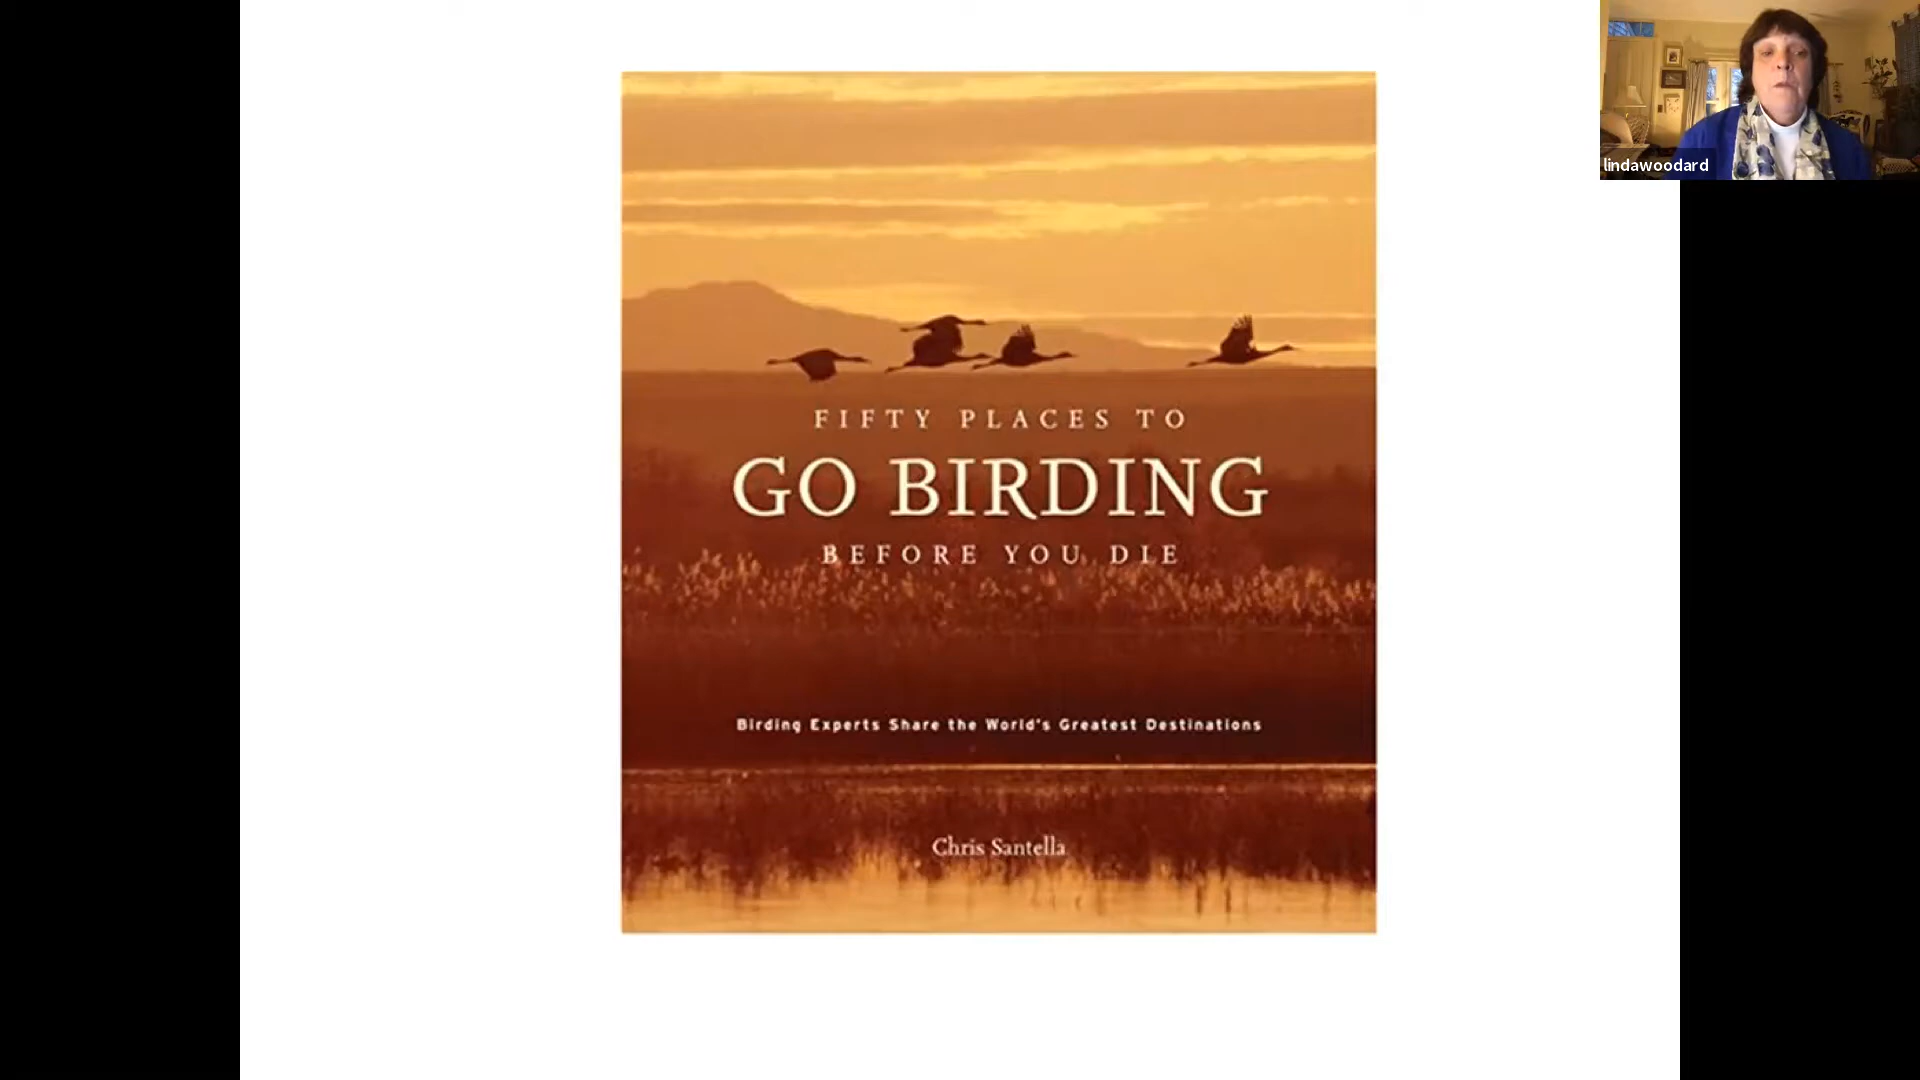 lindawoodard
FIFTY PLACES TO
GO BIRDING
BEFORE YOU DIE
Birding Experts Share the World's Greatest Destinations
Chris Santella